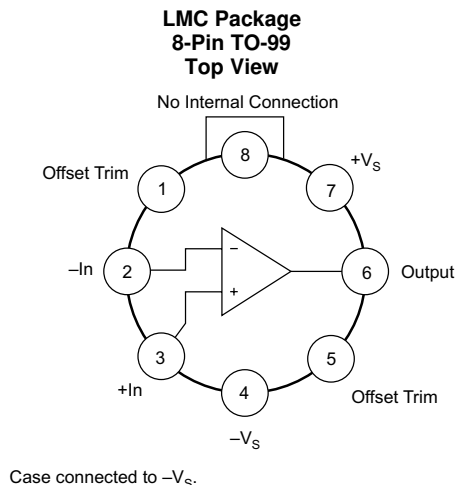 LMC Package
8-Pin TO-99
Top View
No Internal Connection
8
Offset Trim
1
+VS
7
–In
2
–
+
6
Output
3
+In
5
Offset Trim
4
–VS
Case connected to –VS.